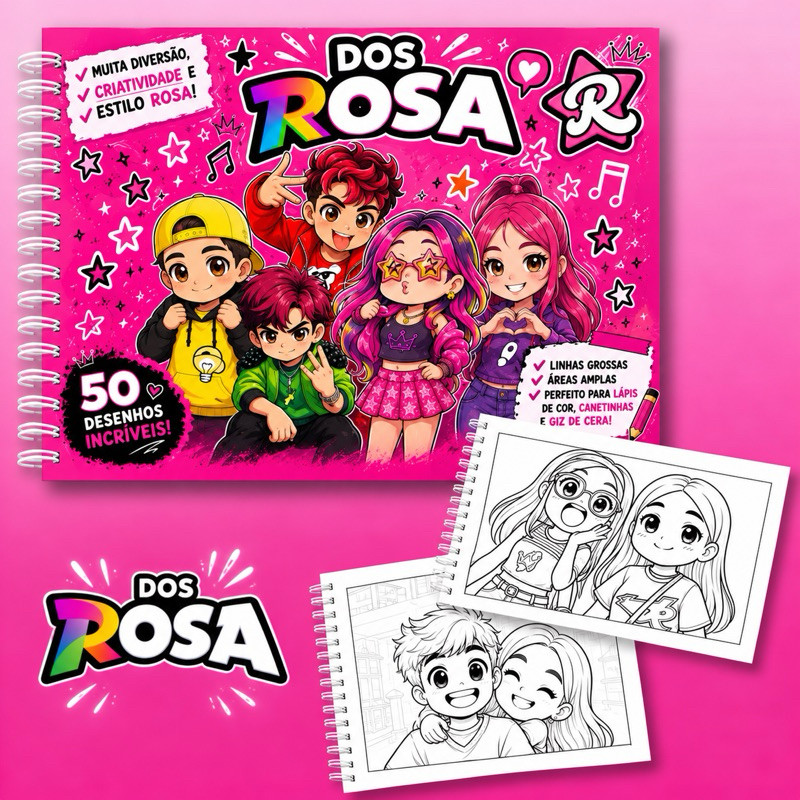 ✓ MUITA DIVERSÃO,
✓ CRIATIVIDADE E
✓ ESTILO ROSA!
DOS
ROSA
R
50
DESENHOS
INCRÍVEIS!
✓ LINHAS GROSSAS
✓ ÁREAS AMPLAS
✓ PERFEITO PARA LÁPIS
DE COR, CANETINHAS
E GIZ DE CERA!
DOS
ROSA
R